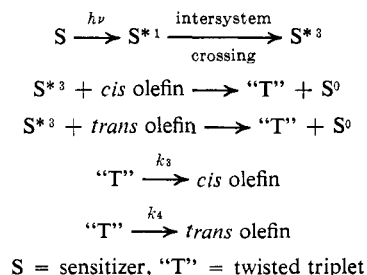 S —hν→ S*¹ —intersystem crossing→ S*³
S*³ + cis olefin ⟶ “T” + S⁰
S*³ + trans olefin ⟶ “T” + S⁰
“T” —k₃→ cis olefin
“T” —k₄→ trans olefin
S = sensitizer, “T” = twisted triplet